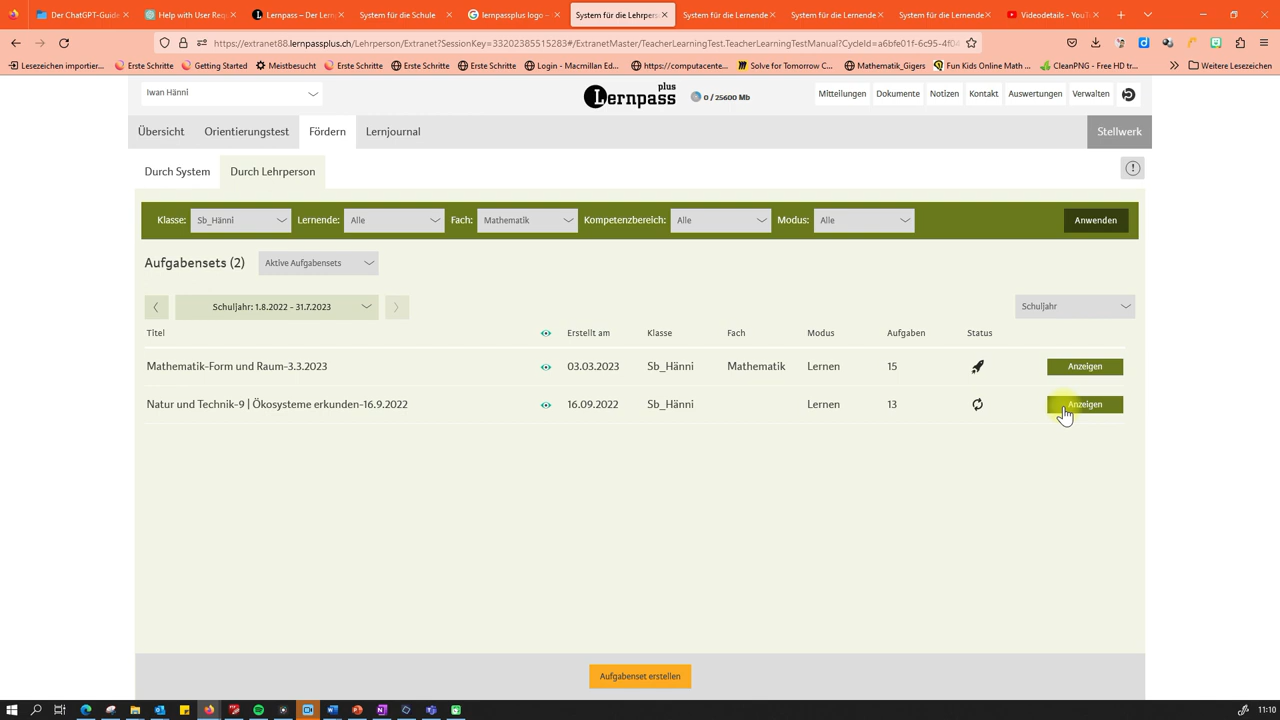 Der ChatGPT-Guide
Help with User Req
Lernpass – Der Lern
System für die Schule
lernpassplus logo –
System für die Lehrpers
System für die Lernende
System für die Lernende
System für die Lernende
Videodetails – YouT
https://extranet88.lernpassplus.ch/Lehrperson/Extranet?SessionKey=33202385515283#/ExtranetMaster/TeacherLearningTest.TeacherLearningTestManual?CycleId=a6bfe01f-6c95-4f04
Lesezeichen importier...
Erste Schritte
Getting Started
Meistbesucht
Erste Schritte
Erste Schritte
Erste Schritte
Login - Macmillan Ed...
https://computacente...
Solve for Tomorrow C...
Mathematik_Gigers
Fun Kids Online Math ...
CleanPNG - Free HD tr...
Weitere Lesezeichen
Iwan Hänni
Lernpass plus
0 / 25600 Mb
Mitteilungen
Dokumente
Notizen
Kontakt
Auswertungen
Verwalten
Übersicht
Orientierungstest
Fördern
Lernjournal
Stellwerk
Durch System
Durch Lehrperson
Klasse: Sb_Hänni Lernende: Alle Fach: Mathematik Kompetenzbereich: Alle Modus: Alle Anwenden
Aufgabensets (2) Aktive Aufgabensets
Schuljahr: 1.8.2022 – 31.7.2023 Schuljahr
Titel Erstellt am Klasse Fach Modus Aufgaben Status
Mathematik-Form und Raum-3.3.2023 03.03.2023 Sb_Hänni Mathematik Lernen 15 Anzeigen
Natur und Technik-9 | Ökosysteme erkunden-16.9.2022 16.09.2022 Sb_Hänni Lernen 13 Anzeigen
Aufgabenset erstellen
11:10